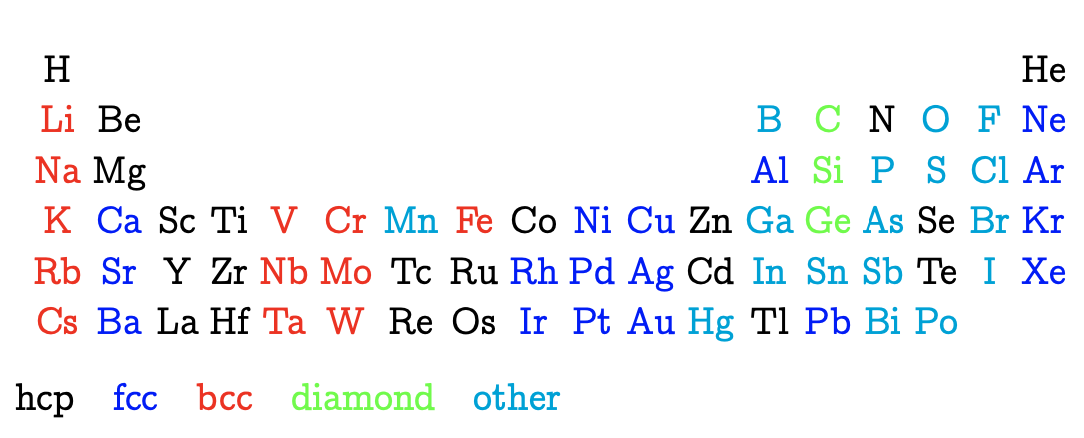 H He
Li Be B C N O F Ne
Na Mg Al Si P S Cl Ar
K Ca Sc Ti V Cr Mn Fe Co Ni Cu Zn Ga Ge As Se Br Kr
Rb Sr Y Zr Nb Mo Tc Ru Rh Pd Ag Cd In Sn Sb Te I Xe
Cs Ba La Hf Ta W Re Os Ir Pt Au Hg Tl Pb Bi Po
hcp fcc bcc diamond other